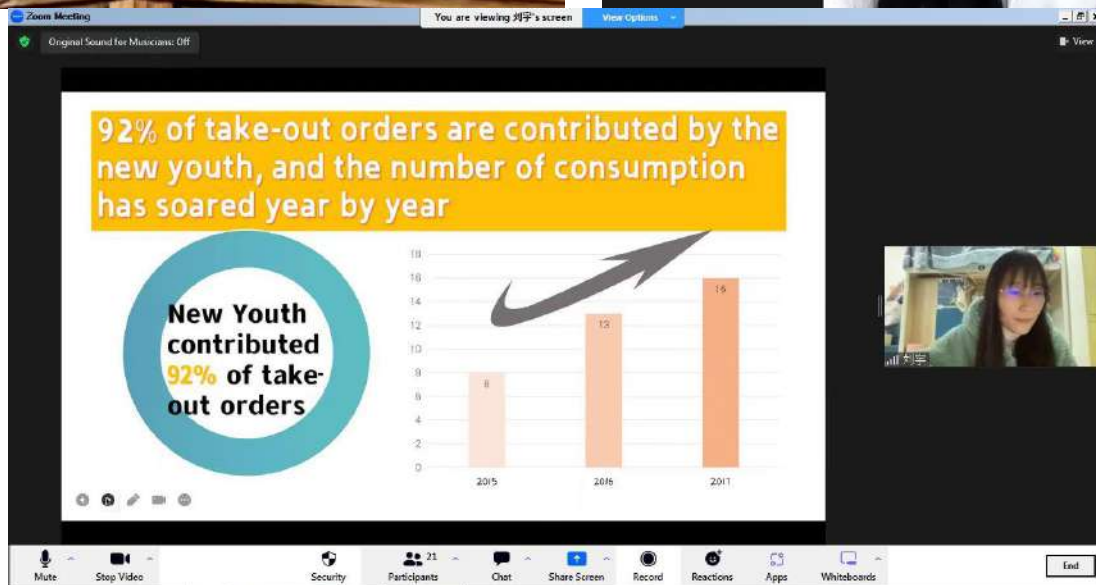 Zoom Meeting
You are viewing 刘宇's screen
View Options
Original Sound for Musicians: Off
View
92% of take-out orders are contributed by the
new youth, and the number of consumption
has soared year by year
New Youth
contributed
92% of take-
out orders
18
16
14
12
10
8
6
4
2
0
8
13
16
2015
2016
2017
刘宇
Mute
Stop Video
Security
Participants
21
Chat
Share Screen
Record
Reactions
Apps
Whiteboards
End